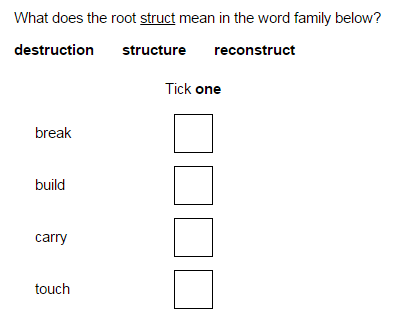 What does the root struct mean in the word family below?
destruction structure reconstruct
Tick one
break
build
carry
touch